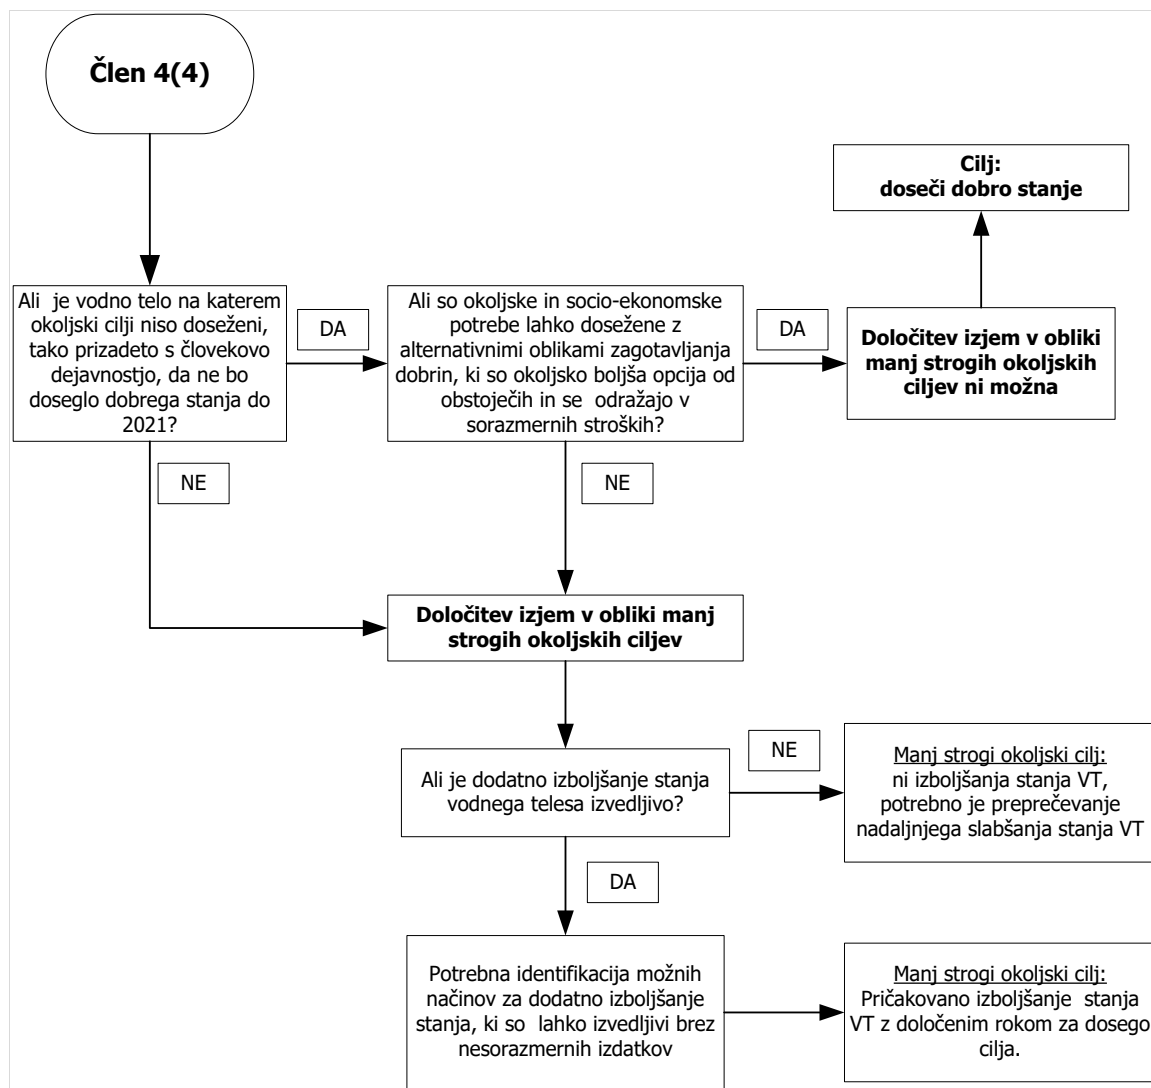 Člen 4(4)
Cilj:
doseči dobro stanje
Ali je vodno telo na katerem
okoljski cilji niso doseženi,
tako prizadeto s človekovo
dejavnostjo, da ne bo
doseglo dobrega stanja do
2021?
DA
Ali so okoljske in socio-ekonomske
potrebe lahko dosežene z
alternativnimi oblikami zagotavljanja
dobrin, ki so okoljsko boljša opcija od
obstoječih in se odražajo v
sorazmernih stroških?
DA
Določitev izjem v obliki
manj strogih okoljskih
ciljev ni možna
NE
NE
Določitev izjem v obliki manj
strogih okoljskih ciljev
Ali je dodatno izboljšanje stanja
vodnega telesa izvedljivo?
NE
Manj strogi okoljski cilj:
ni izboljšanja stanja VT,
potrebno je preprečevanje
nadaljnjega slabšanja stanja VT
DA
Potrebna identifikacija možnih
načinov za dodatno izboljšanje
stanja, ki so lahko izvedljivi brez
nesorazmernih izdatkov
Manj strogi okoljski cilj:
Pričakovano izboljšanje stanja
VT z določenim rokom za dosego
cilja.